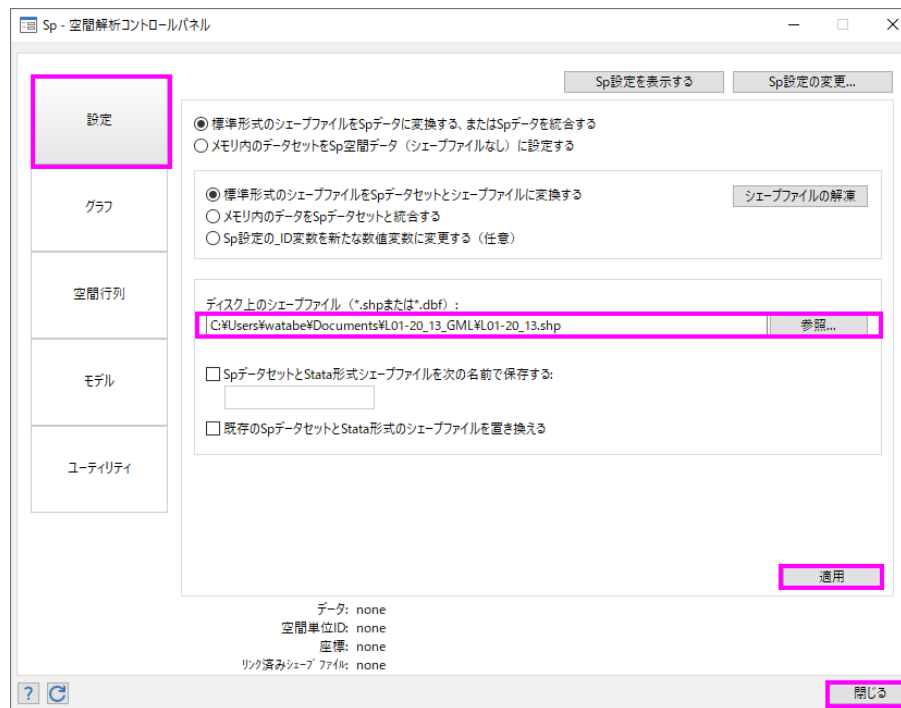 Sp - 空間解析コントロールパネル
Sp設定を表示する
Sp設定の変更...
設定
グラフ
空間行列
モデル
ユーティリティ
標準形式のシェープファイルをSpデータに変換する、またはSpデータを統合する
メモリ内のデータセットをSp空間データ（シェープファイルなし）に設定する
標準形式のシェープファイルをSpデータセットとシェープファイルに変換する
シェープファイルの解凍
メモリ内のデータをSpデータセットと統合する
Sp設定の_ID変数を新たな数値変数に変更する（任意）
ディスク上のシェープファイル（*.shpまたは*.dbf）:
C:¥Users¥watabe¥Documents¥L01-20_13_GML¥L01-20_13.shp
参照...
SpデータセットとStata形式シェープファイルを次の名前で保存する:
既存のSpデータセットとStata形式のシェープファイルを置き換える
適用
データ: none
空間単位ID: none
座標: none
リンク済みシェープ ファイル: none
?
閉じる